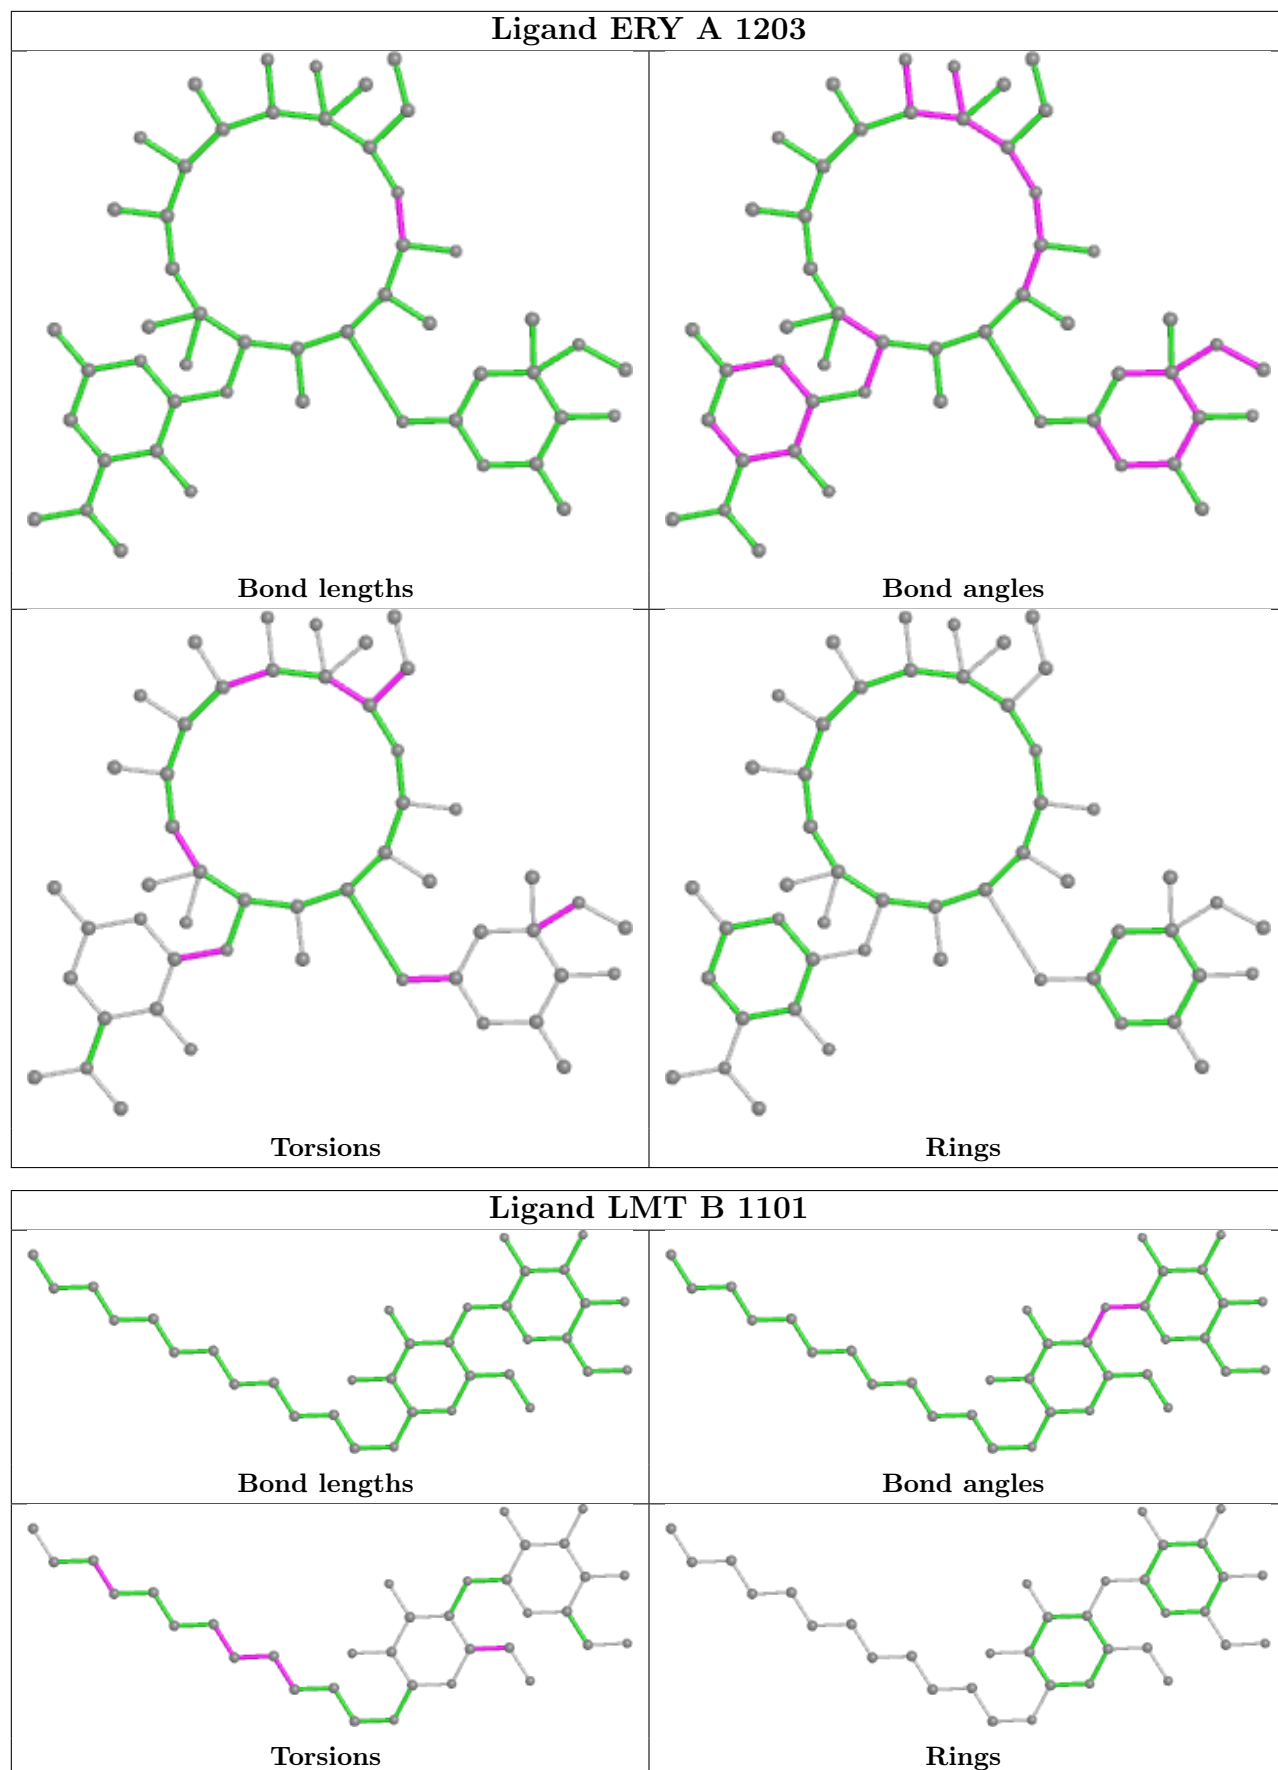 Ligand ERY A 1203
Bond lengths
Bond angles
Torsions
Rings
Ligand LMT B 1101
Bond lengths
Bond angles
Torsions
Rings